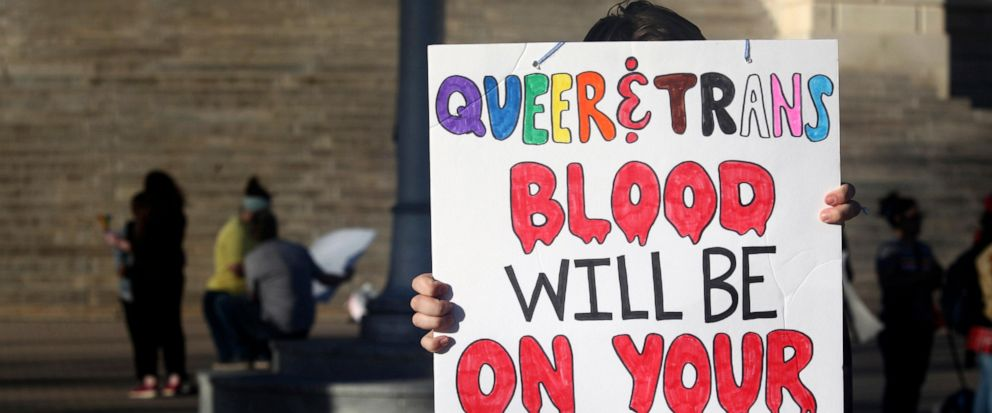 QUEER & TRANS
BLOOD
WILL BE
ON YOUR